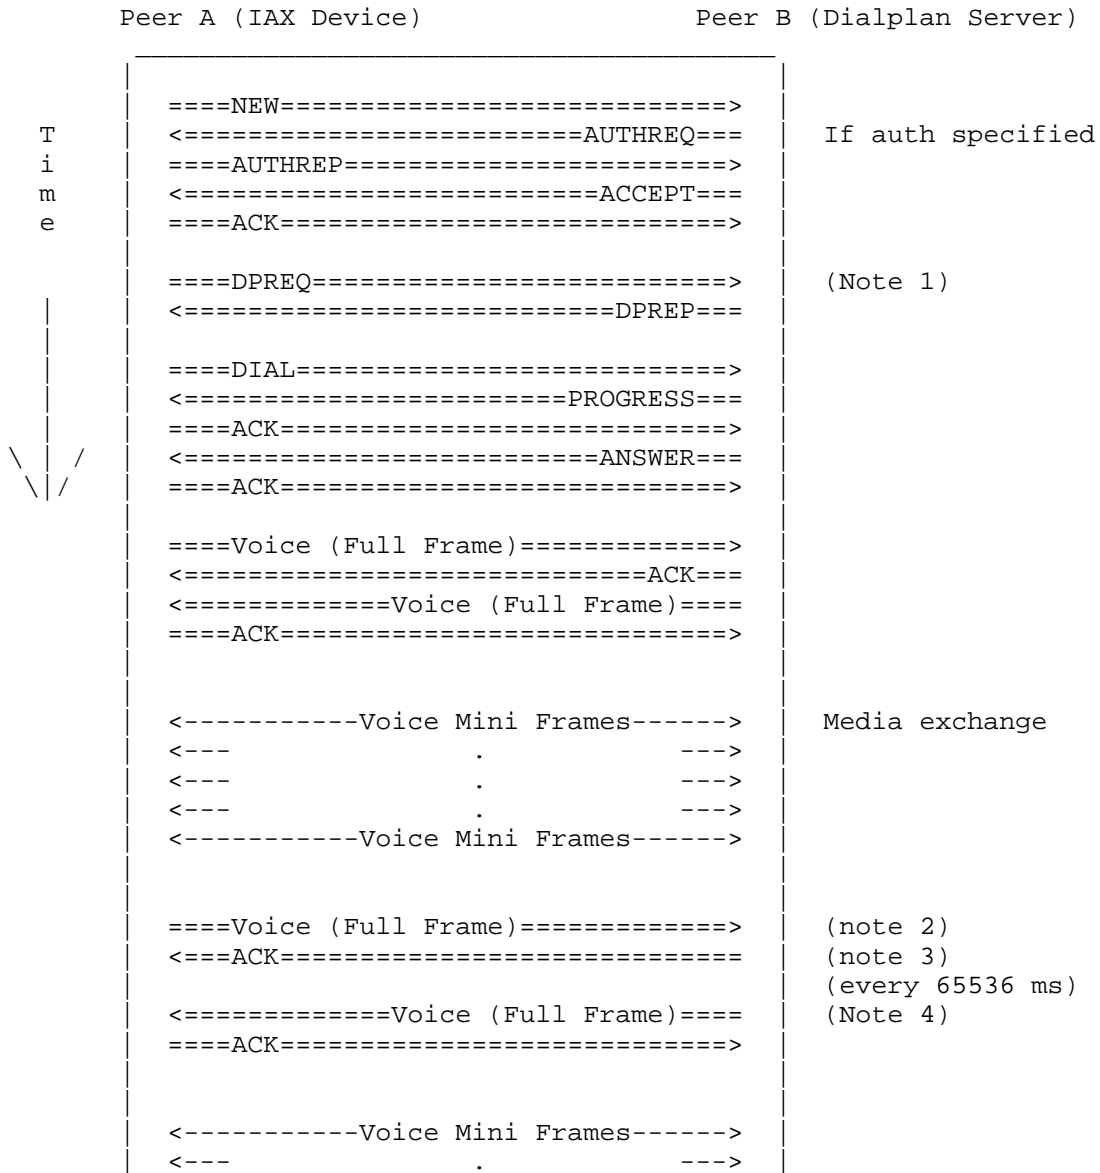 Peer A (IAX Device)                 Peer B (Dialplan Server)
 ________________________________________
|                                        |
|  ====NEW============================>  |
T    |  <=========================AUTHREQ===  |  If auth specified
i    |  ====AUTHREP========================>  |
m    |  <==========================ACCEPT===  |
e    |  ====ACK============================>  |
|                                        |
|  ====DPREQ==========================>  |  (Note 1)
|    |  <===========================DPREP===  |
|    |                                        |
|    |  ====DIAL===========================>  |
|    |  <========================PROGRESS===  |
|    |  ====ACK============================>  |
\ | /  |  <==========================ANSWER===  |
\|/   |  ====ACK============================>  |
|                                        |
|  ====Voice (Full Frame)=============>  |
|  <=============================ACK===  |
|  <=============Voice (Full Frame)====  |
|  ====ACK============================>  |
|                                        |
|                                        |
|  <-----------Voice Mini Frames------>  |  Media exchange
|  <---               .            --->  |
|  <---               .            --->  |
|  <---               .            --->  |
|  <-----------Voice Mini Frames------>  |
|                                        |
|                                        |
|  ====Voice (Full Frame)=============>  |  (note 2)
|  <===ACK=============================  |  (note 3)
|                                        |  (every 65536 ms)
|  <=============Voice (Full Frame)====  |  (Note 4)
|  ====ACK============================>  |
|                                        |
|                                        |
|  <-----------Voice Mini Frames------>  |
|  <---               .            --->  |